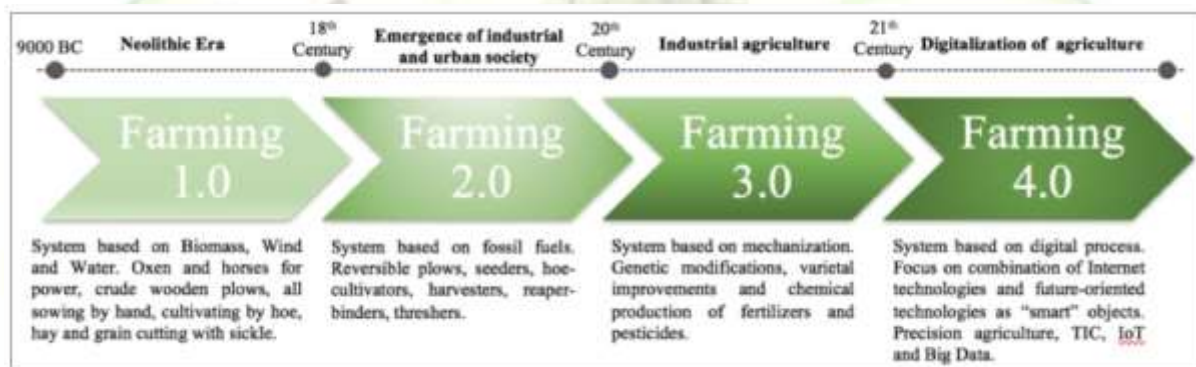 9000 BC
Neolithic Era
18th
Century
Emergence of industrial
and urban society
20th
Century
Industrial agriculture
21th
Century
Digitalization of agriculture
Farming
1.0
Farming
2.0
Farming
3.0
Farming
4.0
System based on Biomass, Wind
and Water. Oxen and horses for
power, crude wooden plows, all
sowing by hand, cultivating by hoe,
hay and grain cutting with sickle.
System based on fossil fuels.
Reversible plows, seeders, hoe-
cultivators, harvesters, reaper-
binders, threshers.
System based on mechanization.
Genetic modifications, varietal
improvements and chemical
production of fertilizers and
pesticides.
System based on digital process.
Focus on combination of Internet
technologies and future-oriented
technologies as “smart” objects.
Precision agriculture, TIC, IoT
and Big Data.